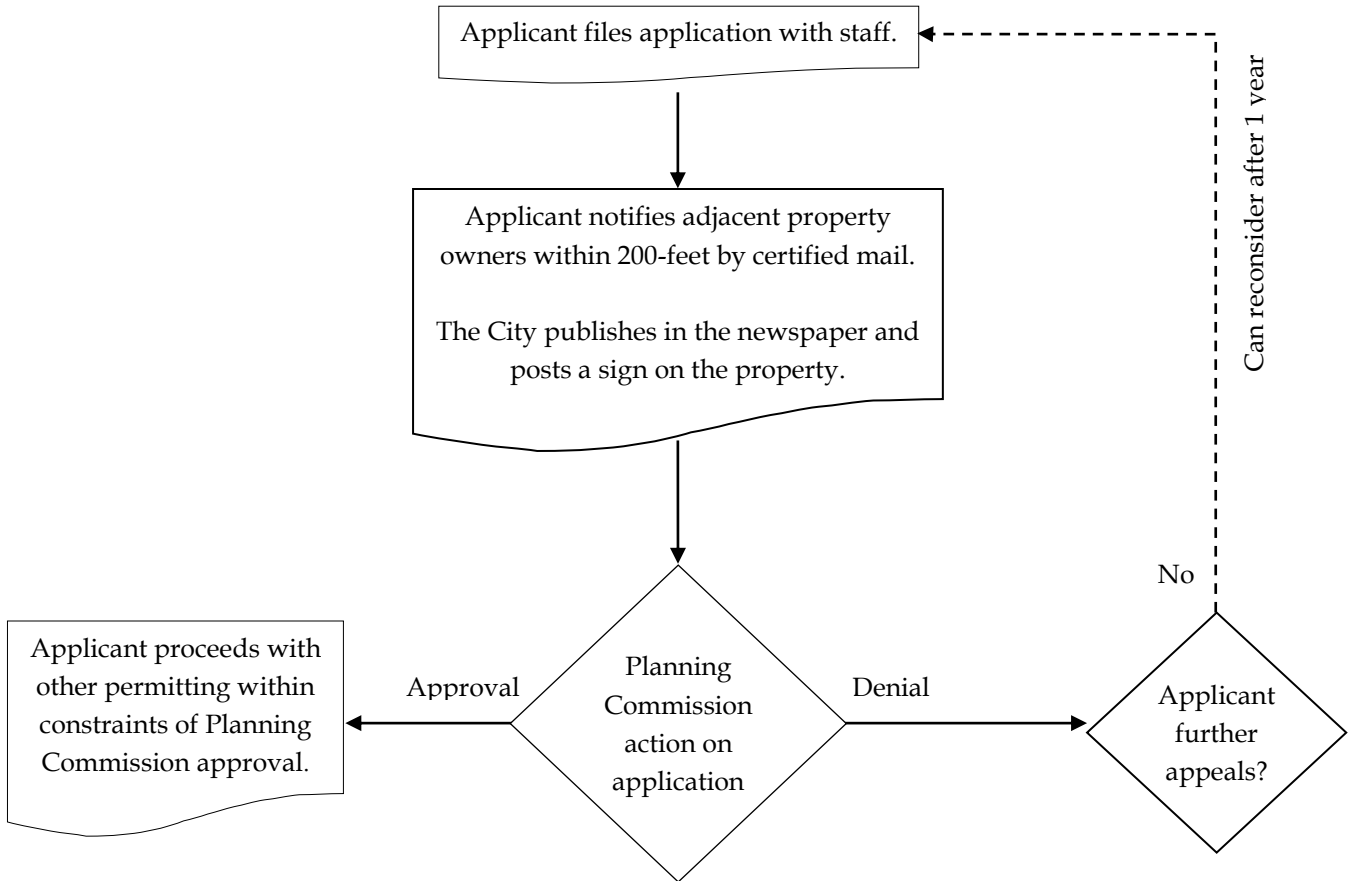 Applicant files application with staff.
Can reconsider after 1 year
Applicant notifies adjacent property
owners within 200-feet by certified mail.
The City publishes in the newspaper and
posts a sign on the property.
No
Applicant proceeds with
other permitting within
constraints of Planning
Commission approval.
Approval
Planning
Commission
action on
application
Denial
Applicant
further
appeals?